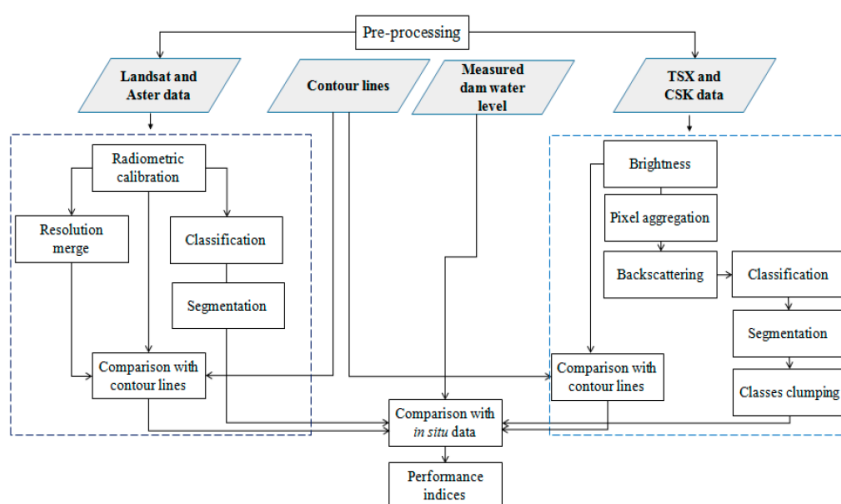 Pre-processing
Landsat and
Aster data
Contour lines
Measured
dam water
level
TSX and
CSK data
Radiometric
calibration
Resolution
merge
Classification
Segmentation
Comparison with
contour lines
Brightness
Pixel aggregation
Backscattering
Classification
Segmentation
Classes clumping
Comparison with
contour lines
Comparison with
in situ data
Performance
indices